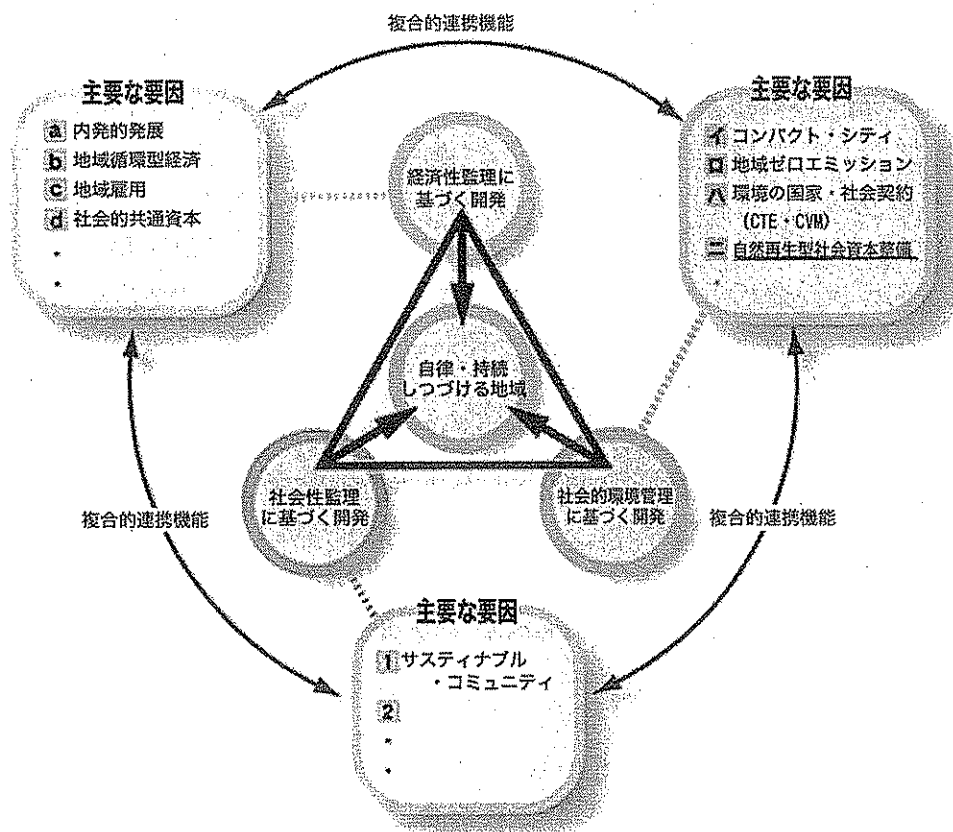 複合的連携機能
主要な要因
a 内発的発展
b 地域循環型経済
c 地域雇用
d 社会的共通資本
・
・
主要な要因
イ コンパクト・シティ
ロ 地域ゼロエミッション
ハ 環境の国家・社会契約
(CTE・CVM)
ニ 自然再生型社会資本整備
・
経済性監理に
基づく開発
自律・持続
しつづける地域
社会性監理
に基づく開発
社会的環境管理
に基づく開発
複合的連携機能
複合的連携機能
主要な要因
1 サスティナブル
・コミュニティ
2
・
・